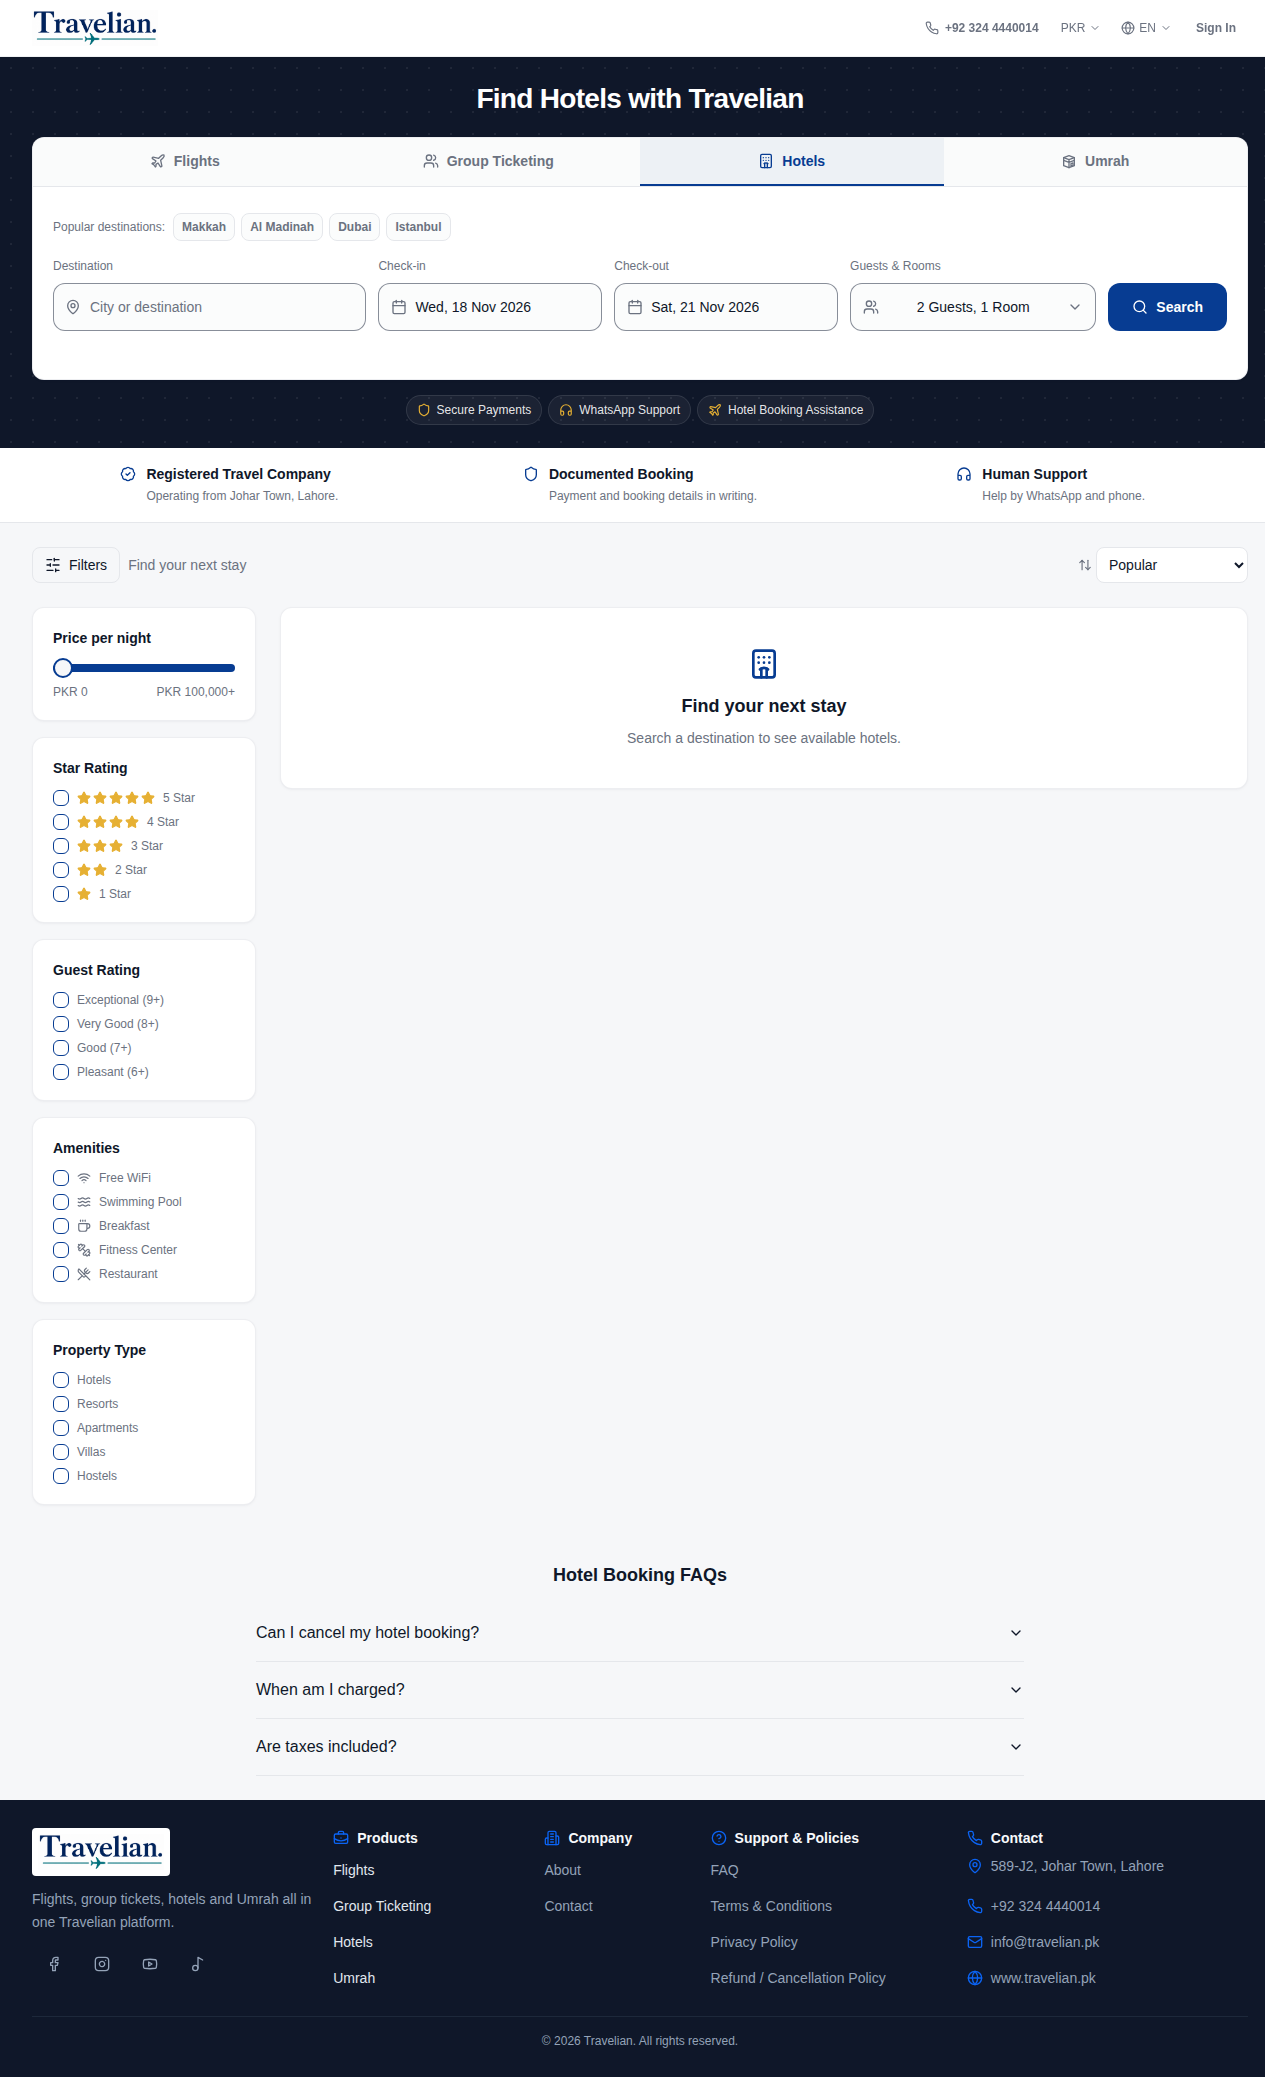 Travelian.
+92 324 4440014
PKR
EN
Sign In
Find Hotels with Travelian
Flights
Group Ticketing
Hotels
Umrah
Popular destinations:
Makkah
Al Madinah
Dubai
Istanbul
Destination
Check-in
Check-out
Guests & Rooms
City or destination
Wed, 18 Nov 2026
Sat, 21 Nov 2026
2 Guests, 1 Room
Search
Secure Payments
WhatsApp Support
Hotel Booking Assistance
Registered Travel Company
Operating from Johar Town, Lahore.
Documented Booking
Payment and booking details in writing.
Human Support
Help by WhatsApp and phone.
Filters
Find your next stay
Popular
Price per night
PKR 0
PKR 100,000+
Find your next stay
Search a destination to see available hotels.
Star Rating
5 Star
4 Star
3 Star
2 Star
1 Star
Guest Rating
Exceptional (9+)
Very Good (8+)
Good (7+)
Pleasant (6+)
Amenities
Free WiFi
Swimming Pool
Breakfast
Fitness Center
Restaurant
Property Type
Hotels
Resorts
Apartments
Villas
Hostels
Hotel Booking FAQs
Can I cancel my hotel booking?
When am I charged?
Are taxes included?
Travelian.
Flights, group tickets, hotels and Umrah all in
one Travelian platform.
Products
Flights
Group Ticketing
Hotels
Umrah
Company
About
Contact
Support & Policies
FAQ
Terms & Conditions
Privacy Policy
Refund / Cancellation Policy
Contact
589-J2, Johar Town, Lahore
+92 324 4440014
info@travelian.pk
www.travelian.pk
© 2026 Travelian. All rights reserved.